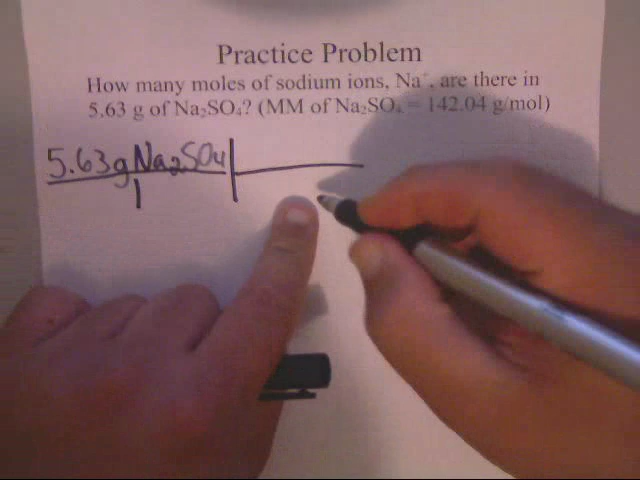 Practice Problem
How many moles of sodium ions, Na⁺, are there in
5.63 g of Na₂SO₄? (MM of Na₂SO₄ = 142.04 g/mol)
5.63g Na₂SO₄
1